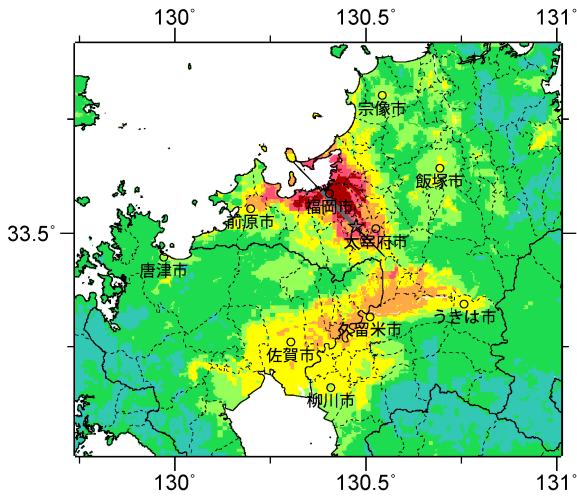 130° 130.5° 131°
宗像市
飯塚市
福岡市
前原市
33.5°
太宰府市
唐津市
うきは市
久留米市
佐賀市
柳川市
130° 130.5° 131°